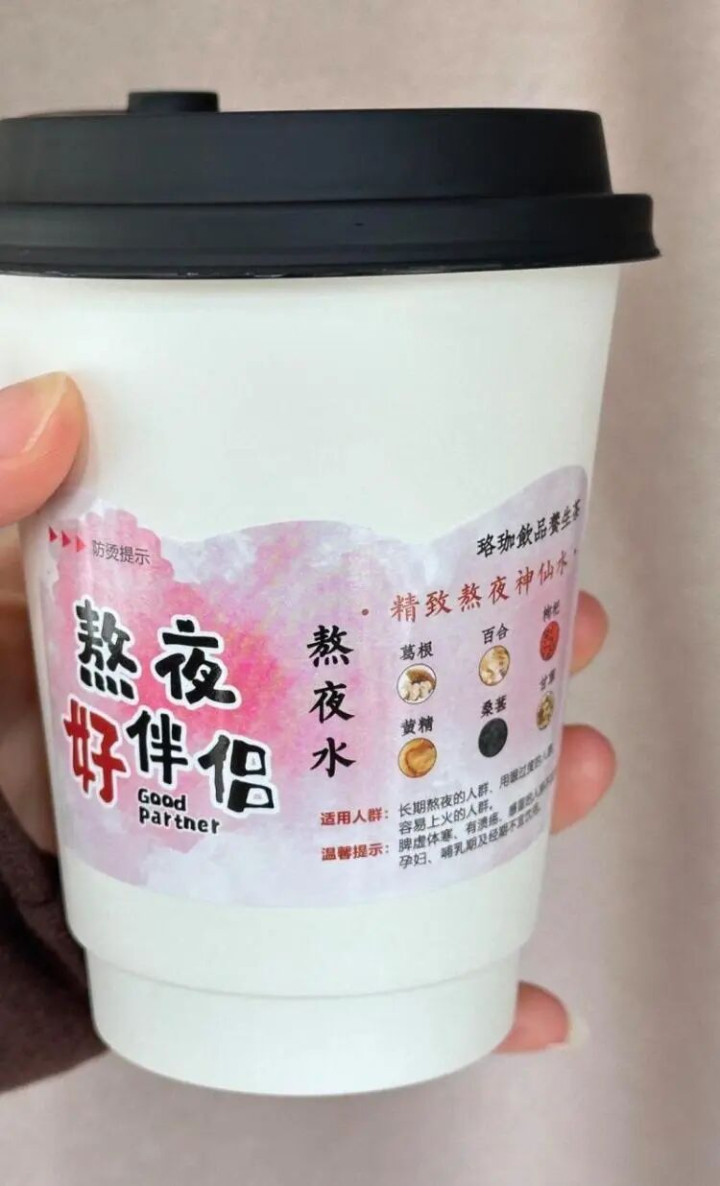 防烫提示
熬夜
好伴侣
Good
partner
熬夜水
珞珈飲品養生茶
·精致熬夜神仙水·
葛根
百合
枸杞
黄精
桑葚
甘草
适用人群：长期熬夜的人群、用眼过度的人群、
容易上火的人群。
温馨提示：脾虚体寒、有溃疡、
孕妇、哺乳期及经期不宜饮用。